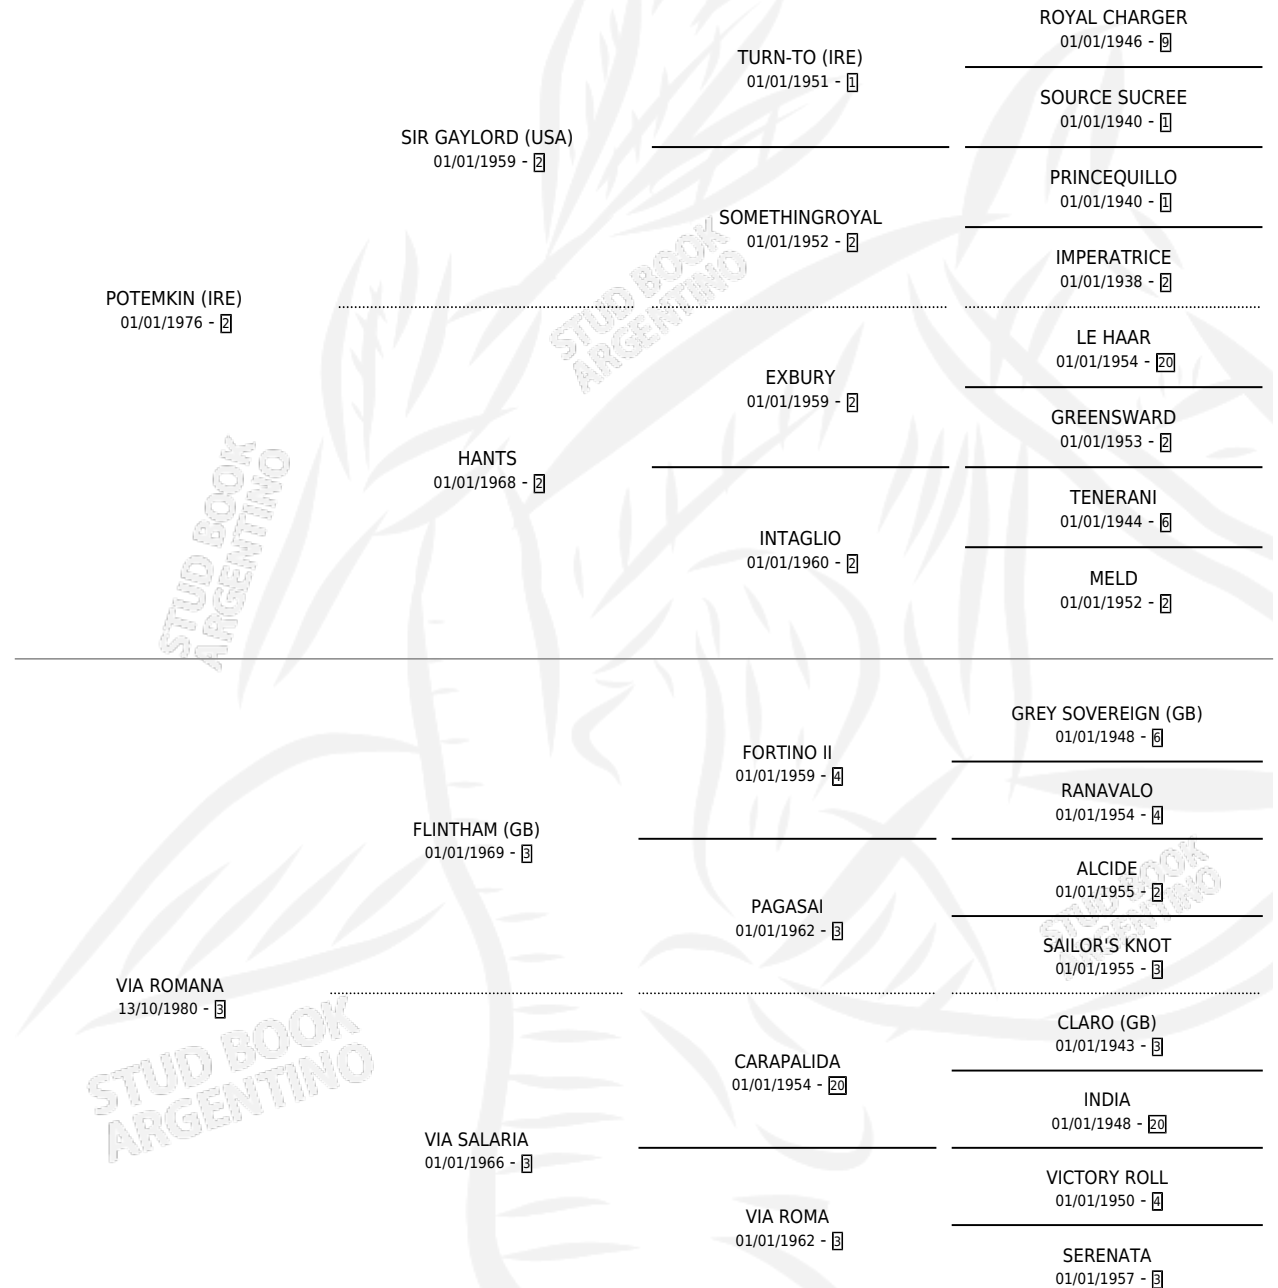 ROYAL CHARGER
01/01/1946 - 9
TURN-TO (IRE)
01/01/1951 - 1
SOURCE SUCREE
01/01/1940 - 1
SIR GAYLORD (USA)
01/01/1959 - 2
PRINCEQUILLO
01/01/1940 - 1
SOMETHINGROYAL
01/01/1952 - 2
IMPERATRICE
01/01/1938 - 2
POTEMKIN (IRE)
01/01/1976 - 2
STUD BOOK
ARGENTINO
LE HAAR
01/01/1954 - 20
EXBURY
01/01/1959 - 2
GREENSWARD
01/01/1953 - 2
HANTS
01/01/1968 - 2
TENERANI
01/01/1944 - 6
INTAGLIO
01/01/1960 - 2
MELD
01/01/1952 - 2
STUD BOOK
ARGENTINO
GREY SOVEREIGN (GB)
01/01/1948 - 6
FORTINO II
01/01/1959 - 4
RANAVALO
01/01/1954 - 4
FLINTHAM (GB)
01/01/1969 - 3
ALCIDE
01/01/1955 - 2
PAGASAI
01/01/1962 - 3
SAILOR'S KNOT
01/01/1955 - 3
STUD BOOK
ARGENTINO
VIA ROMANA
13/10/1980 - 3
CLARO (GB)
01/01/1943 - 3
CARAPALIDA
01/01/1954 - 20
INDIA
01/01/1948 - 20
STUD BOOK
ARGENTINO
VIA SALARIA
01/01/1966 - 3
VICTORY ROLL
01/01/1950 - 4
VIA ROMA
01/01/1962 - 3
SERENATA
01/01/1957 - 3